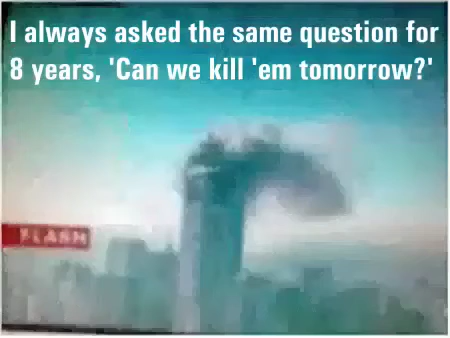 I always asked the same question for
8 years, 'Can we kill 'em tomorrow?'
FLASH